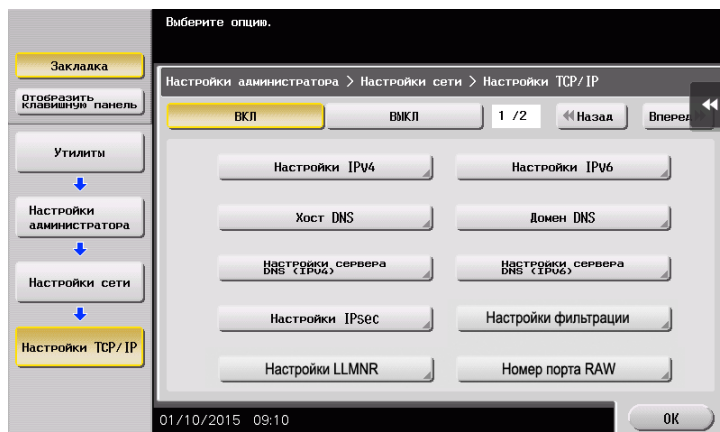 Выберите опцию.
Закладка
Отобразить
клавишную панель
Утилиты
Настройки
администратора
Настройки сети
Настройки TCP/IP
Настройки администратора > Настройки сети > Настройки TCP/IP
ВКЛ
ВЫКЛ
1 /2
Назад
Вперед
Настройки IPv4
Настройки IPv6
Хост DNS
Домен DNS
Настройки сервера
DNS (IPv4)
Настройки сервера
DNS (IPv6)
Настройки IPsec
Настройки фильтрации
Настройки LLMNR
Номер порта RAW
01/10/2015 09:10
OK